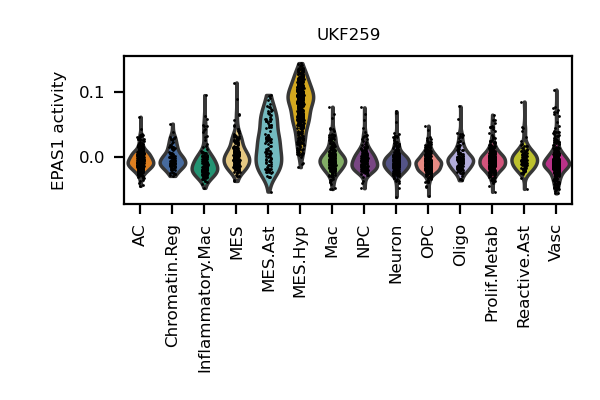 UKF259
EPAS1 activity
0.1
0.0
AC
Chromatin.Reg
Inflammatory.Mac
MES
MES.Ast
MES.Hyp
Mac
NPC
Neuron
OPC
Oligo
Prolif.Metab
Reactive.Ast
Vasc